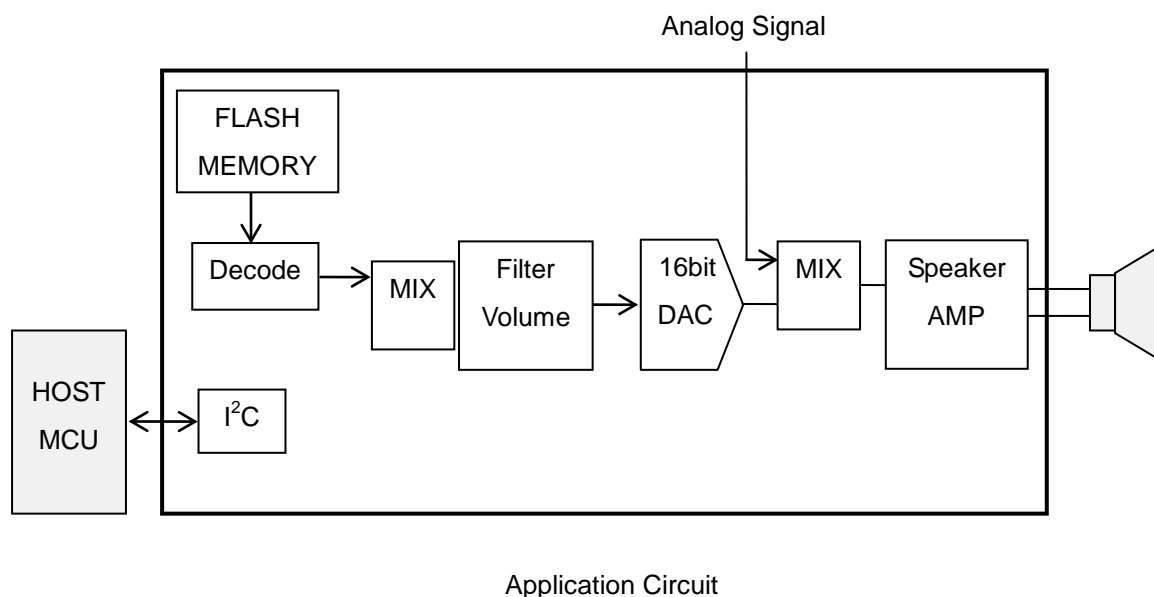 Analog Signal
FLASH
MEMORY
Decode
MIX
Filter
Volume
16bit
DAC
MIX
Speaker
AMP
HOST
MCU
I²C
Application Circuit